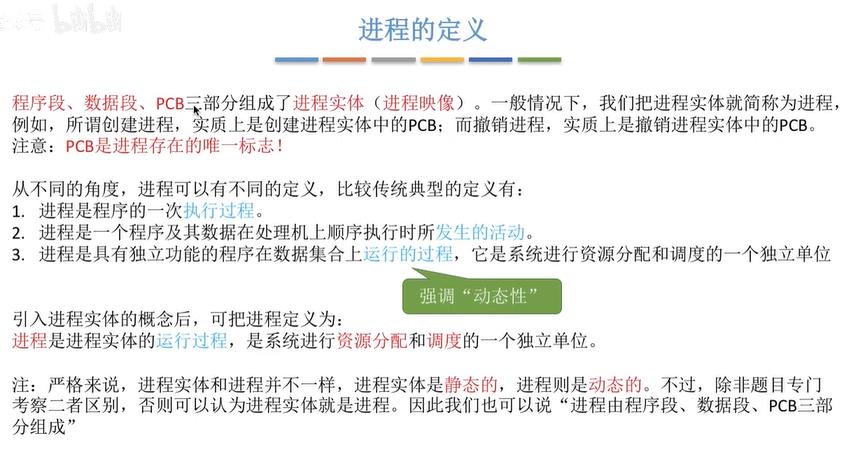 bilibili
进程的定义
程序段、数据段、PCB三部分组成了进程实体（进程映像）。一般情况下，我们把进程实体就简称为进程，
例如，所谓创建进程，实质上是创建进程实体中的PCB；而撤销进程，实质上是撤销进程实体中的PCB。
注意：PCB是进程存在的唯一标志！
从不同的角度，进程可以有不同的定义，比较传统典型的定义有：
1. 进程是程序的一次执行过程。
2. 进程是一个程序及其数据在处理机上顺序执行时所发生的活动。
3. 进程是具有独立功能的程序在数据集合上运行的过程，它是系统进行资源分配和调度的一个独立单位
强调“动态性”
引入进程实体的概念后，可把进程定义为：
进程是进程实体的运行过程，是系统进行资源分配和调度的一个独立单位。
注：严格来说，进程实体和进程并不一样，进程实体是静态的，进程则是动态的。不过，除非题目专门
考察二者区别，否则可以认为进程实体就是进程。因此我们也可以说“进程由程序段、数据段、PCB三部
分组成”